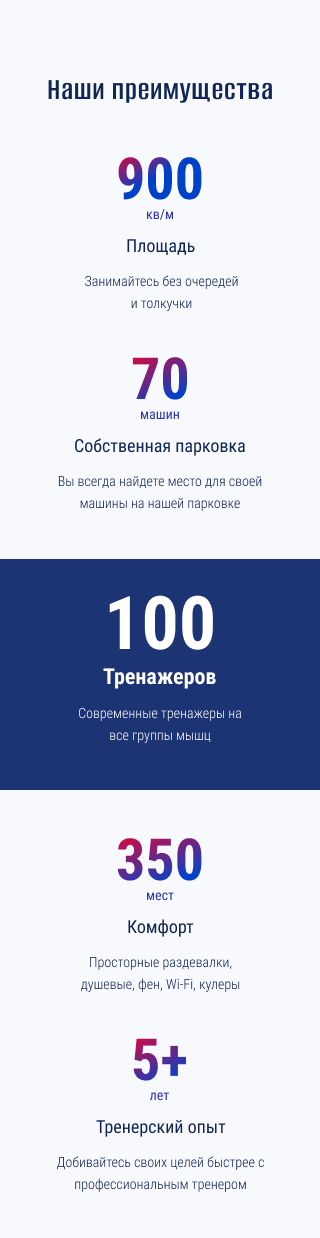 Наши преимущества
900
кв/м
Площадь
Занимайтесь без очередей
и толкучки
70
машин
Собственная парковка
Вы всегда найдете место для своей
машины на нашей парковке
100
Тренажеров
Современные тренажеры на
все группы мышц
350
мест
Комфорт
Просторные раздевалки,
душевые, фен, Wi-Fi, кулеры
5+
лет
Тренерский опыт
Добивайтесь своих целей быстрее с
профессиональным тренером